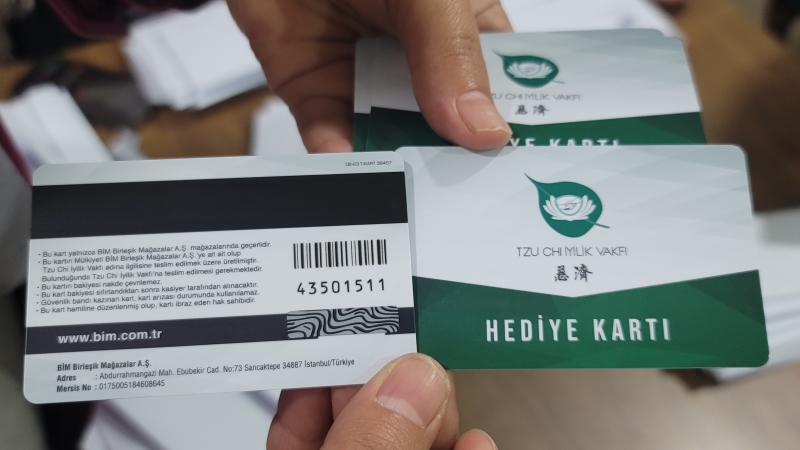 TZU CHI İYİLİK VAKFI
慈濟
HEDİYE KARTI
- Bu kart yalnızca BİM Birleşik Mağazalar A.Ş. mağazalarında geçerlidir.
- Bu kartın Mülkiyeti BİM Birleşik Mağazalar A.Ş.'ye ait olup
Tzu Chi İyilik Vakfı adına ilgilisine teslim edilmek üzere üretilmiştir.
Bulunduğunda Tzu Chi İyilik Vakfı'na teslim edilmesi gerekmektedir.
- Bu kartın bakiyesi nakde çevrilemez.
- Bu kart bakiyesi sıfırlandıktan sonra kasiyer tarafından alınacaktır.
- Güvenlik bandı kazınan kart, kart arızası durumunda kullanılamaz.
- Bu kart hamiline düzenlenmiş olup, kartı ibraz eden hak sahibidir.
43501511
www.bim.com.tr
BİM Birleşik Mağazalar A.Ş.
Adres : Abdurrahmangazi Mah. Ebubekir Cad. No:73 Sancaktepe 34887 İstanbul/Türkiye
Mersis No : 0175005184608645
TZU CHI İYİLİK VAKFI
慈濟
HEDİYE KARTI